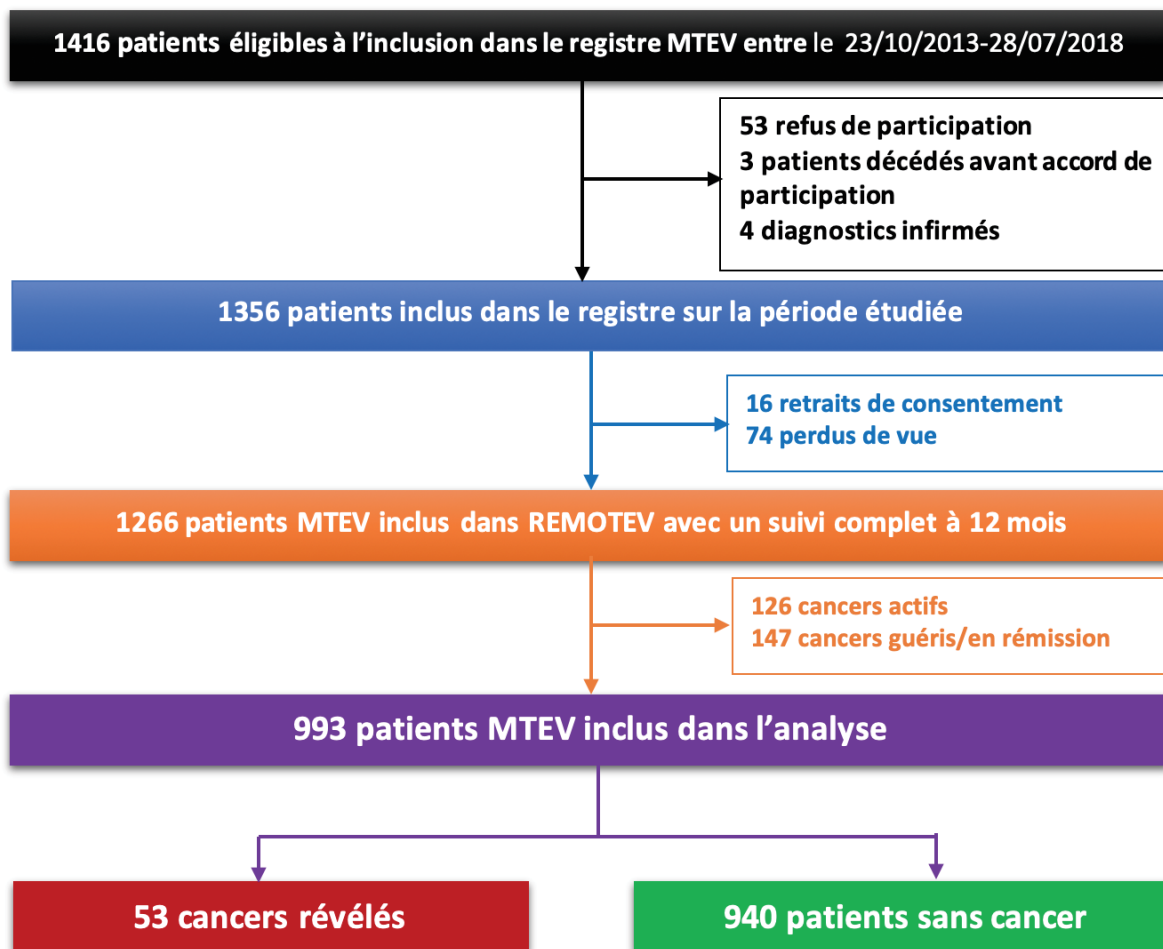 1416 patients éligibles à l'inclusion dans le registre MTEV entre le 23/10/2013-28/07/2018
53 refus de participation
3 patients décédés avant accord de
participation
4 diagnostics infirmés
1356 patients inclus dans le registre sur la période étudiée
16 retraits de consentement
74 perdus de vue
1266 patients MTEV inclus dans REMOTEV avec un suivi complet à 12 mois
126 cancers actifs
147 cancers guéris/en rémission
993 patients MTEV inclus dans l'analyse
53 cancers révélés
940 patients sans cancer